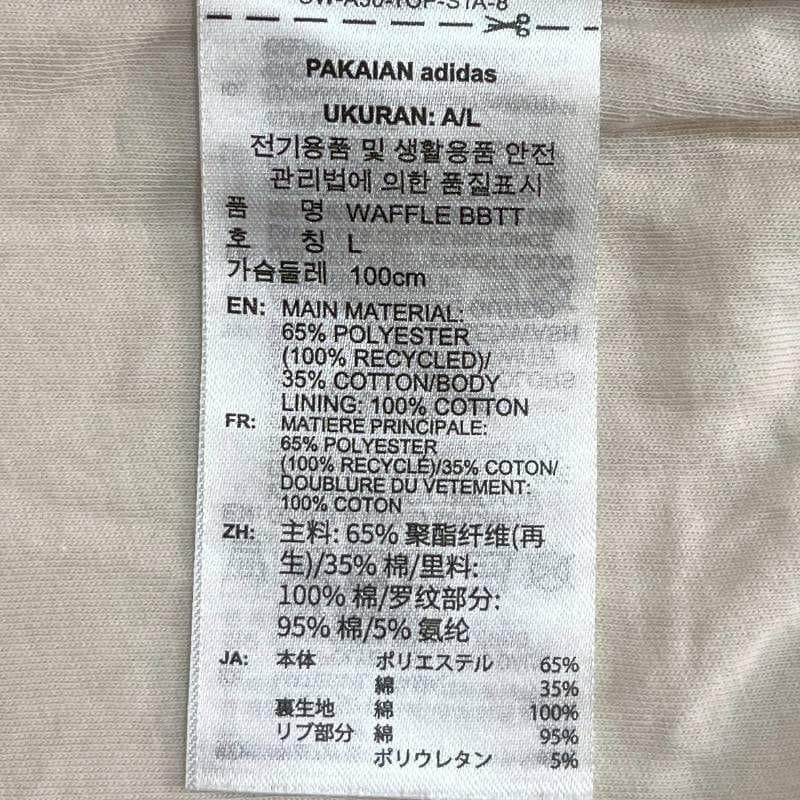 PAKAIAN adidas
UKURAN: A/L
전기용품 및 생활용품 안전
관리법에 의한 품질표시
품 명 WAFFLE BBTT
호 칭 L
가슴둘레 100cm
EN: MAIN MATERIAL:
65% POLYESTER
(100% RECYCLED)/
35% COTTON/BODY
LINING: 100% COTTON
FR: MATIERE PRINCIPALE:
65% POLYESTER
(100% RECYCLÉ)/35% COTON/
DOUBLURE DU VETEMENT:
100% COTON
ZH: 主料: 65% 聚酯纤维(再
生)/35% 棉/里料:
100% 棉/罗纹部分:
95% 棉/5% 氨纶
JA: 本体 ポリエステル 65%
綿 35%
裏生地 綿 100%
リブ部分 綿 95%
ポリウレタン 5%